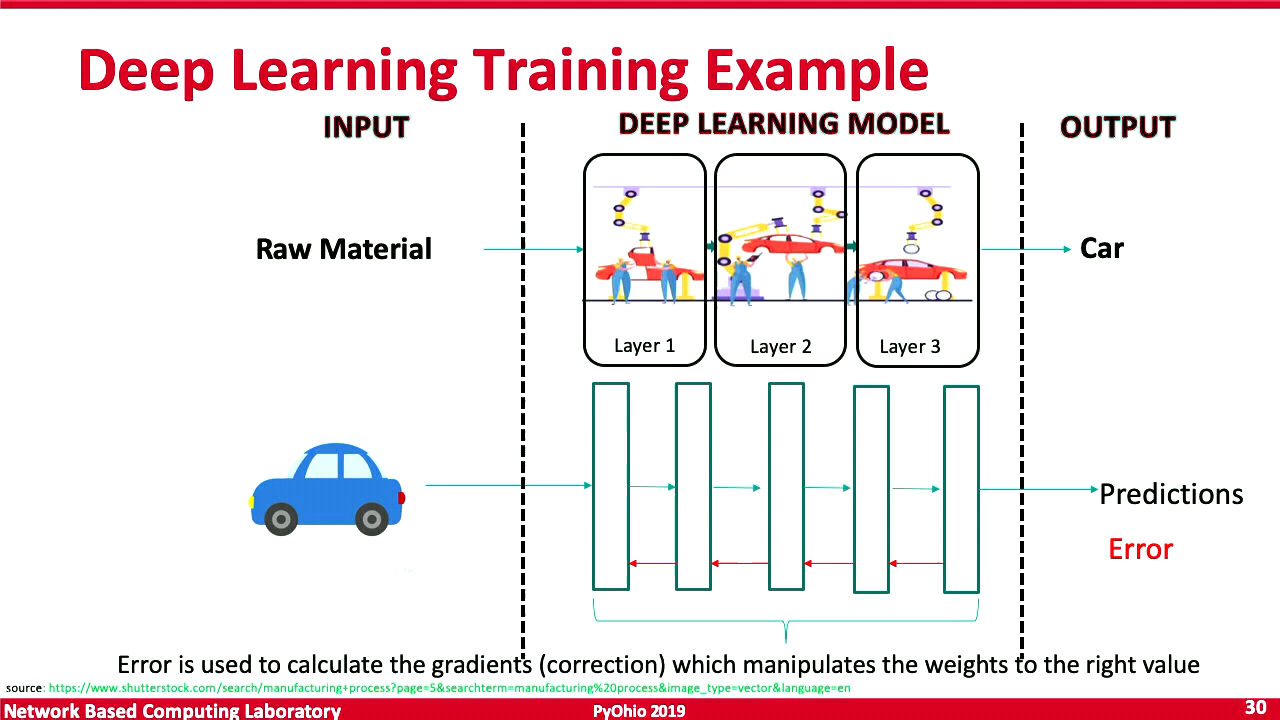 Deep Learning Training Example
INPUT
DEEP LEARNING MODEL
OUTPUT
Raw Material
Car
Layer 1
Layer 2
Layer 3
Predictions
Error
Error is used to calculate the gradients (correction) which manipulates the weights to the right value
source: https://www.shutterstock.com/search/manufacturing+process?page=5&searchterm=manufacturing%20process&image_type=vector&language=en
Network Based Computing Laboratory
PyOhio 2019
30